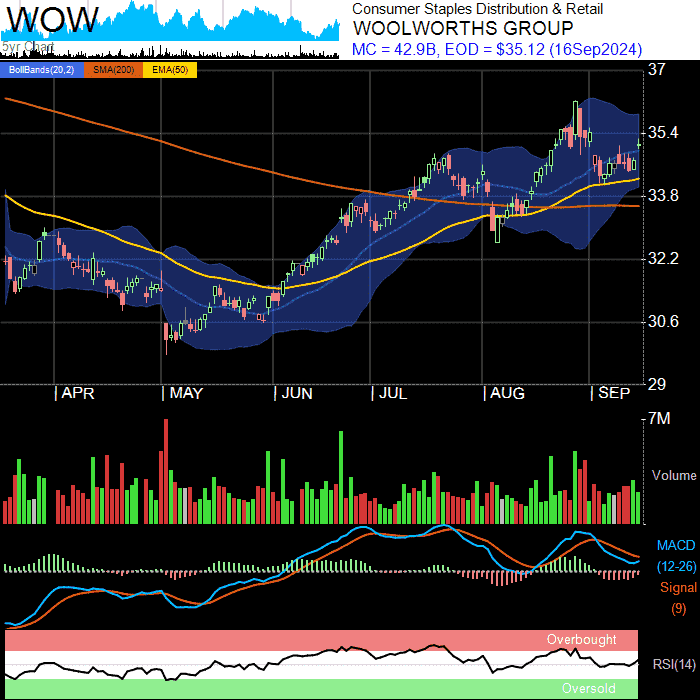 WOW
5yr Chart
Consumer Staples Distribution & Retail
WOOLWORTHS GROUP
MC = 42.9B, EOD = $35.12 (16Sep2024)
BollBands(20,2) SMA(200) EMA(50)
37
35.4
33.8
32.2
30.6
29
APR MAY JUN JUL AUG SEP
7M
Volume
MACD
(12-26)
Signal
(9)
Overbought
RSI(14)
Oversold